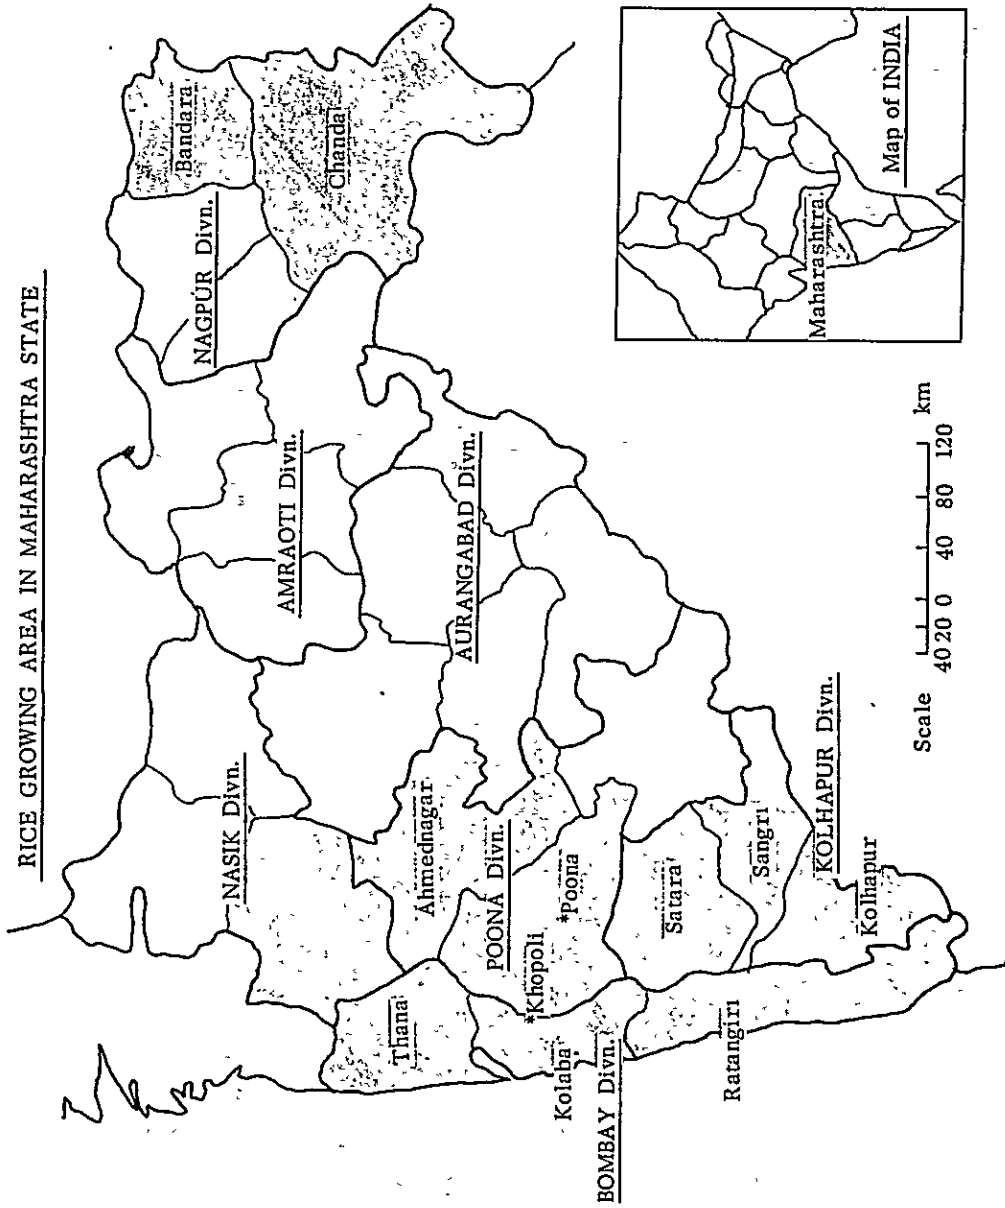 RICE GROWING AREA IN MAHARASHTRA STATE
Bandara
NAGPUR Divn.
Chanda
AMRAOTI Divn.
NASIK Divn.
AURANGABAD Divn.
Ahmednagar
Thana
POONA Divn.
*Khopoli
*Poona
Kolaba
BOMBAY Divn.
Satara
Sangri
Ratangiri
KOLHAPUR Divn.
Kolhapur
Scale
40 20 0 40 80 120 km
Maharashtra
Map of INDIA